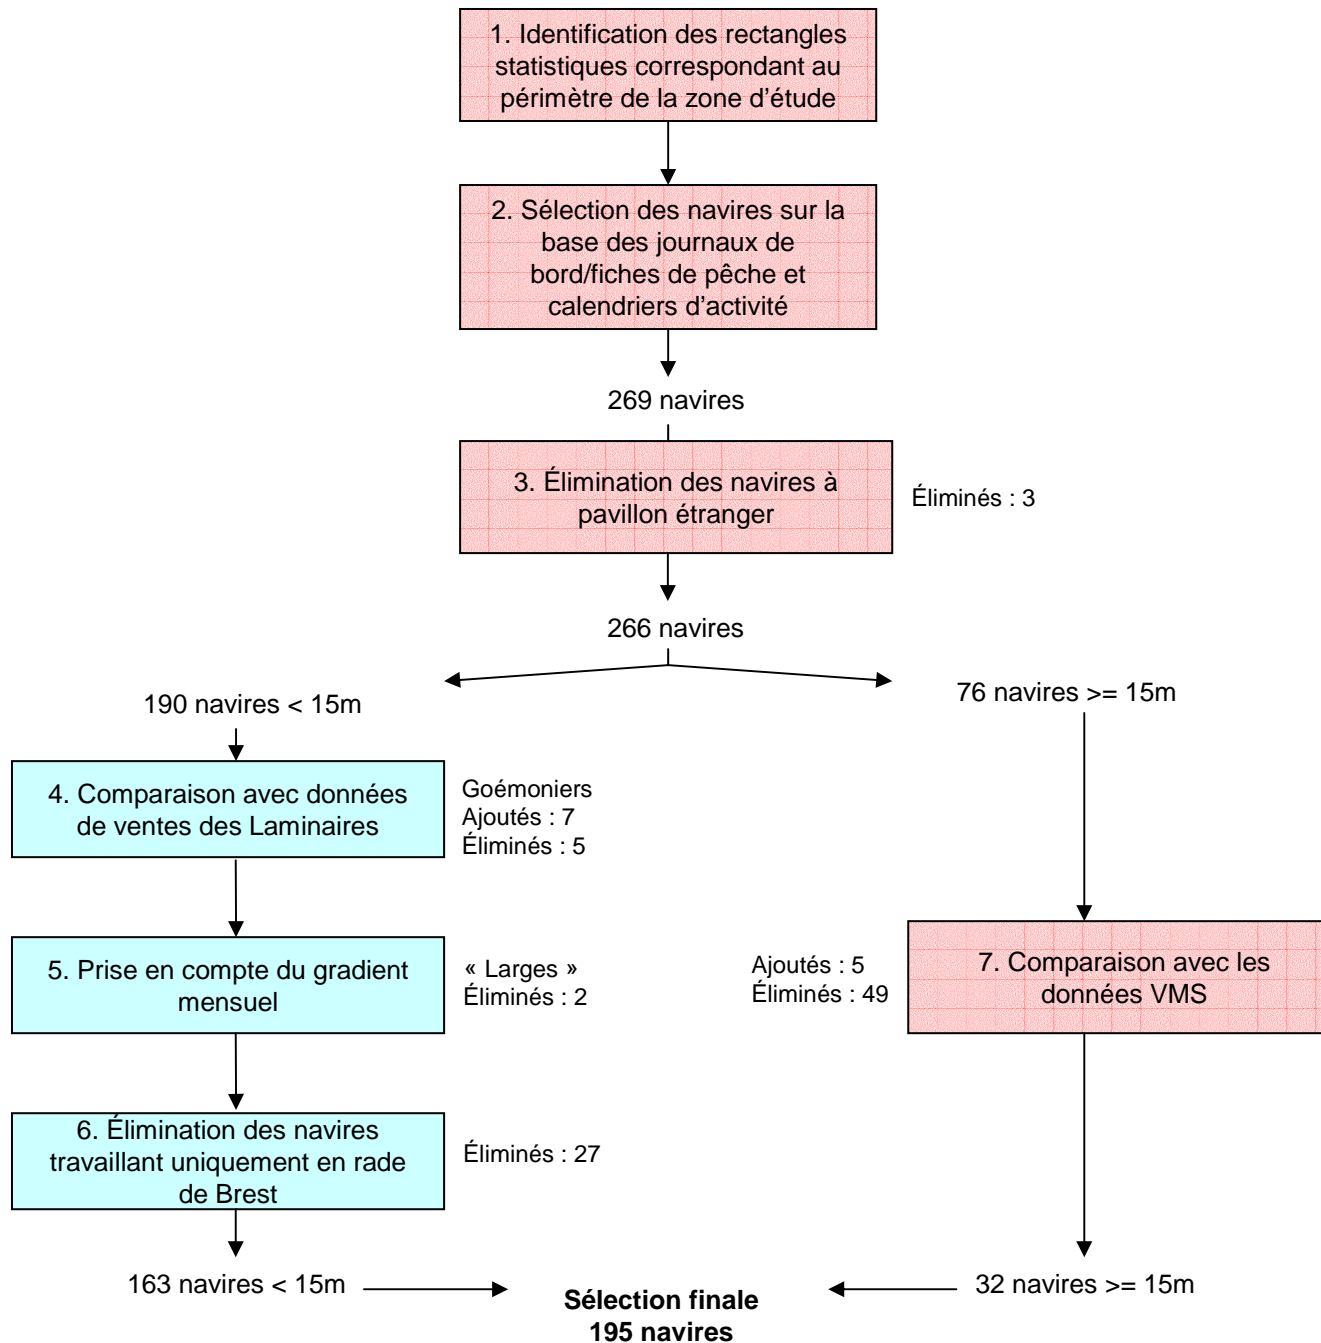 1. Identification des rectangles
statistiques correspondant au
périmètre de la zone d'étude
2. Sélection des navires sur la
base des journaux de
bord/fiches de pêche et
calendriers d'activité
269 navires
3. Élimination des navires à
pavillon étranger
Éliminés : 3
266 navires
190 navires < 15m
76 navires >= 15m
4. Comparaison avec données
de ventes des Laminaires
Goémoniers
Ajoutés : 7
Éliminés : 5
5. Prise en compte du gradient
mensuel
« Larges »
Éliminés : 2
Ajoutés : 5
Éliminés : 49
7. Comparaison avec les
données VMS
6. Élimination des navires
travaillant uniquement en rade
de Brest
Éliminés : 27
163 navires < 15m
32 navires >= 15m
Sélection finale
195 navires